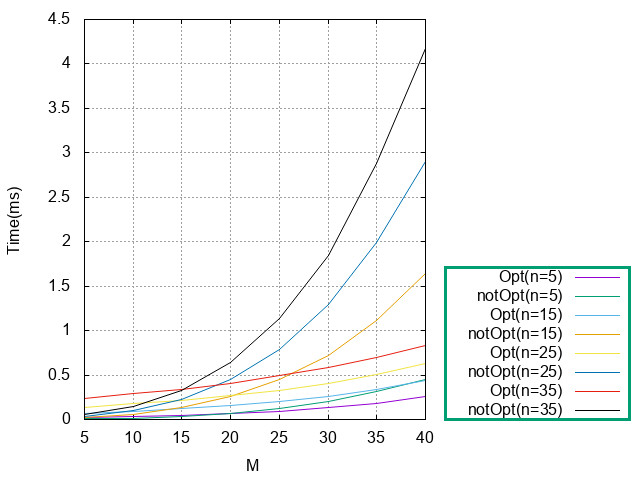 4.5
4
3.5
3
2.5
2
1.5
1
0.5
0
Time(ms)
5 10 15 20 25 30 35 40
M
Opt(n=5)
notOpt(n=5)
Opt(n=15)
notOpt(n=15)
Opt(n=25)
notOpt(n=25)
Opt(n=35)
notOpt(n=35)